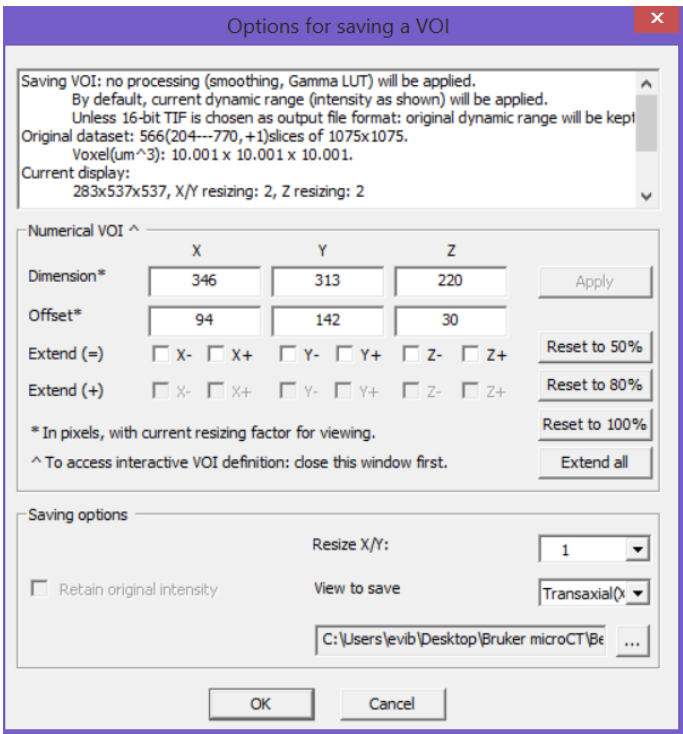 Options for saving a VOI
Saving VOI: no processing (smoothing, Gamma LUT) will be applied.
By default, current dynamic range (intensity as shown) will be applied.
Unless 16-bit TIF is chosen as output file format: original dynamic range will be kept
Original dataset: 566(204---770,+1)slices of 1075x1075.
Voxel(um^3): 10.001 x 10.001 x 10.001.
Current display:
283x537x537, X/Y resizing: 2, Z resizing: 2
Numerical VOI ^
X Y Z
Dimension* 346 313 220 Apply
Offset* 94 142 30
Extend (=) X- X+ Y- Y+ Z- Z+ Reset to 50%
Extend (+) X- X+ Y- Y+ Z- Z+ Reset to 80%
* In pixels, with current resizing factor for viewing. Reset to 100%
^ To access interactive VOI definition: close this window first. Extend all
Saving options
Resize X/Y: 1
Retain original intensity View to save Transaxial(X
C:\Users\evib\Desktop\Bruker microCT\Be ...
OK Cancel